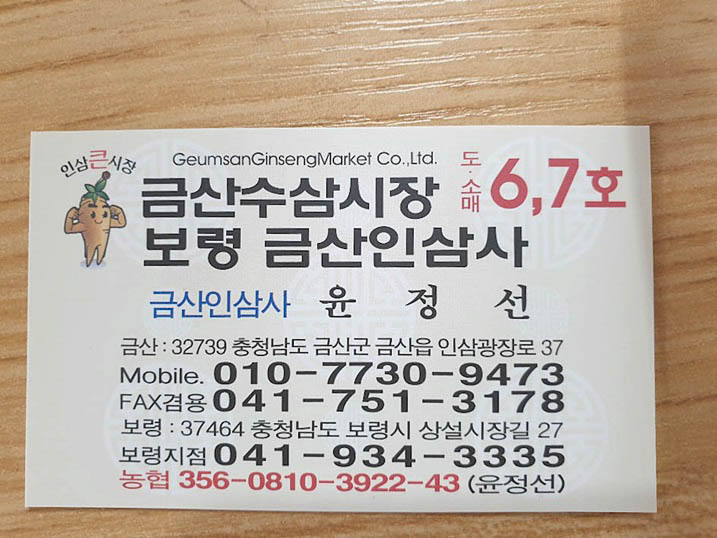 인삼큰시장
GeumsanGinsengMarket Co.,Ltd.
금산수삼시장 도·소매 6,7호
보령 금산인삼사
금산인삼사 윤 정 선
금산 : 32739 충청남도 금산군 금산읍 인삼광장로 37
Mobile. 010-7730-9473
FAX겸용 041-751-3178
보령 : 37464 충청남도 보령시 상설시장길 27
보령지점 041-934-3335
농협 356-0810-3922-43 (윤정선)